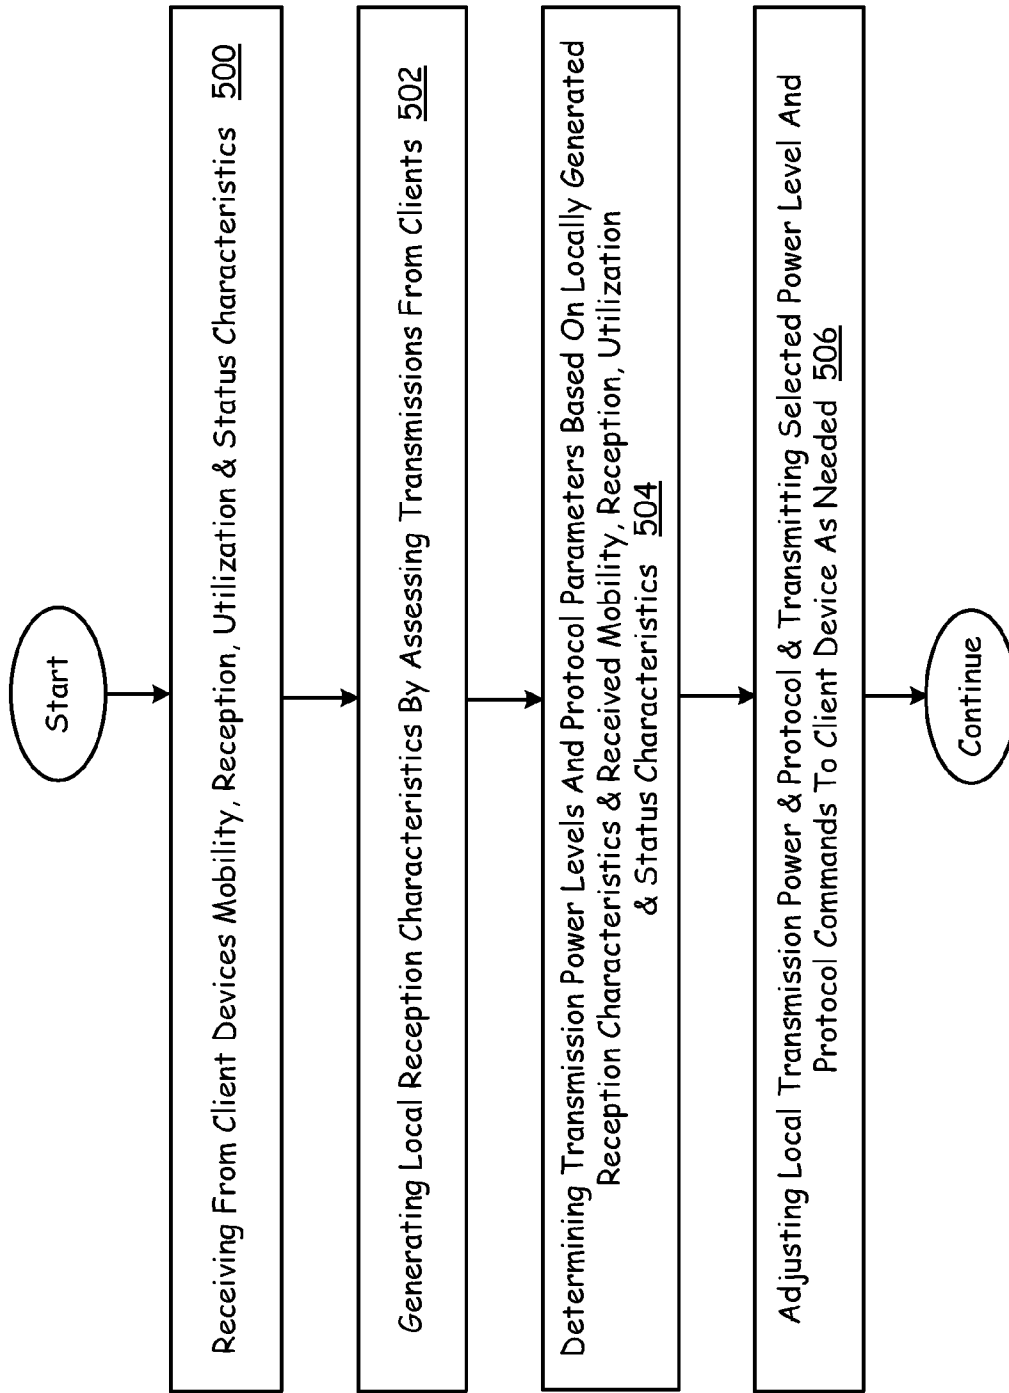 Start
Receiving From Client Devices Mobility, Reception, Utilization & Status Characteristics 500
Generating Local Reception Characteristics By Assessing Transmissions From Clients 502
Determining Transmission Power Levels And Protocol Parameters Based On Locally Generated
Reception Characteristics & Received Mobility, Reception, Utilization
& Status Characteristics 504
Adjusting Local Transmission Power & Protocol & Transmitting Selected Power Level And
Protocol Commands To Client Device As Needed 506
Continue